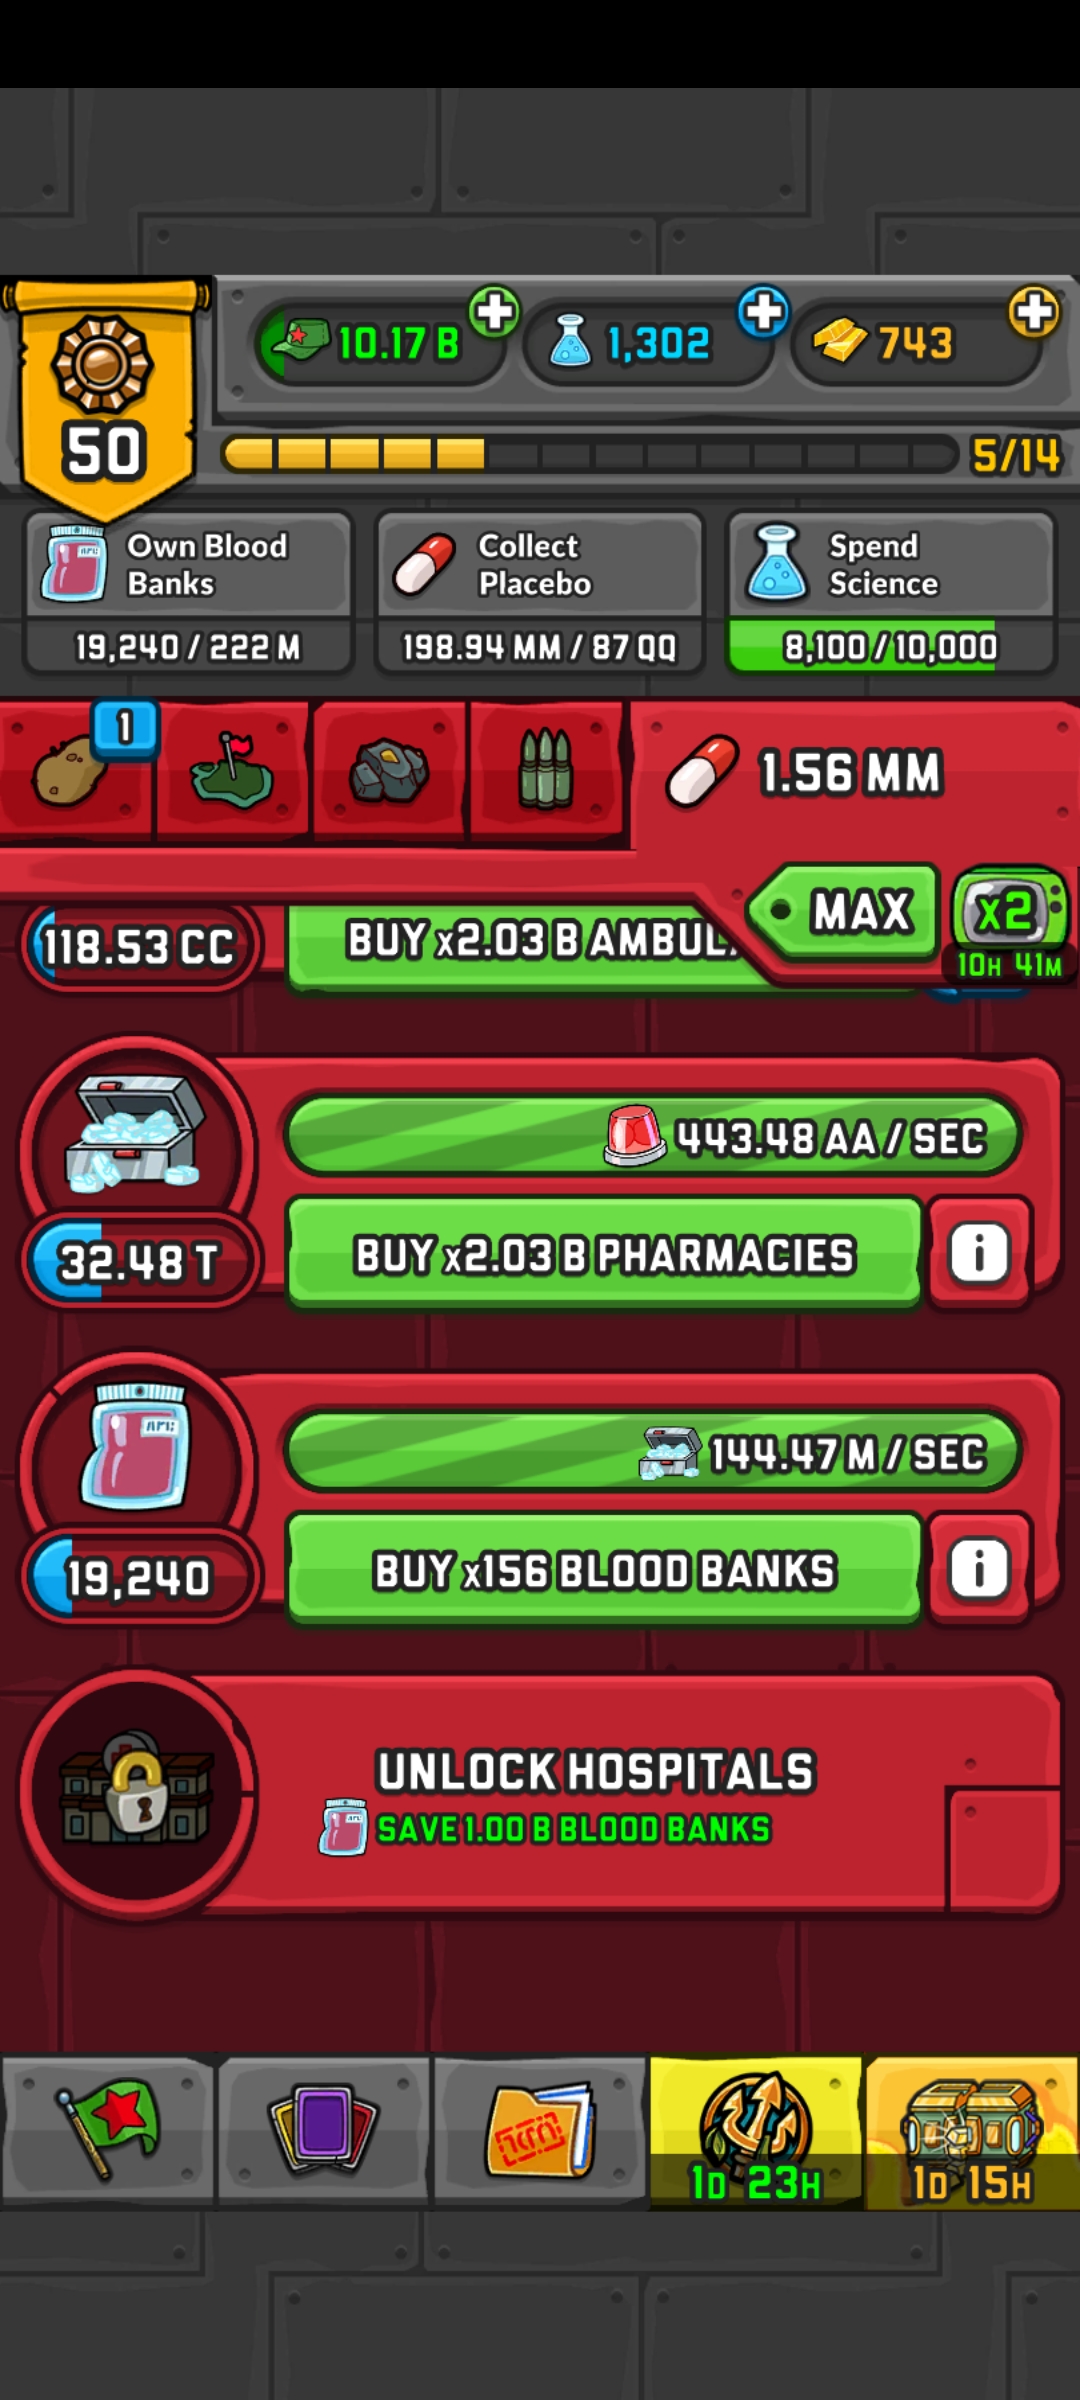 10.17 B
1,302
743
50
5/14
Own Blood
Banks
19,240 / 222 M
Collect
Placebo
198.94 MM / 87 QQ
Spend
Science
8,100 / 10,000
1
1.56 MM
MAX
x2
10H 41M
118.53 CC
BUY x2.03 B AMBUL
443.48 AA / SEC
32.48 T
BUY x2.03 B PHARMACIES
i
144.47 M / SEC
19,240
BUY x156 BLOOD BANKS
i
UNLOCK HOSPITALS
SAVE 1.00 B BLOOD BANKS
1D 23H
1D 15H